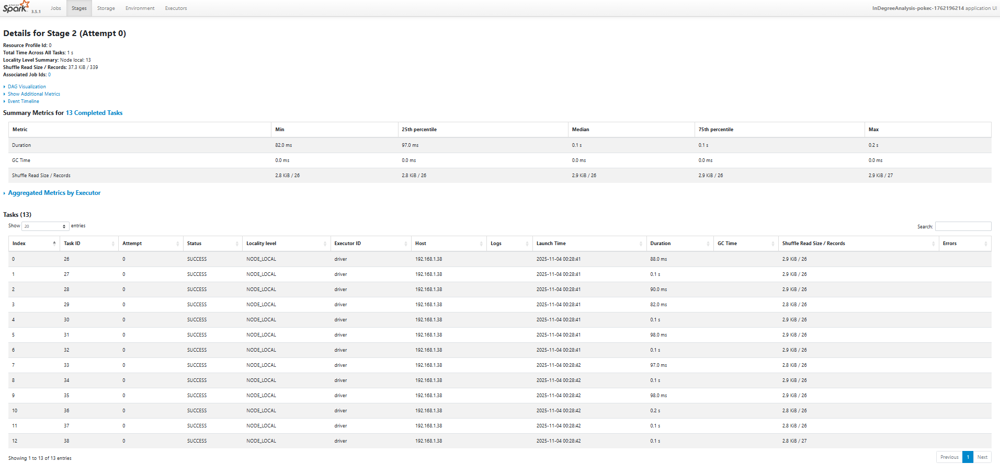 APACHE Spark 3.5.1 Jobs Stages Storage Environment Executors InDegreeAnalysis-pokec-1762196214 application UI
Details for Stage 2 (Attempt 0)
Resource Profile Id: 0
Total Time Across All Tasks: 1 s
Locality Level Summary: Node local: 13
Shuffle Read Size / Records: 37.3 KiB / 339
Associated Job Ids: 0
DAG Visualization
Show Additional Metrics
Event Timeline
Summary Metrics for 13 Completed Tasks
Metric Min 25th percentile Median 75th percentile Max
Duration 82.0 ms 97.0 ms 0.1 s 0.1 s 0.2 s
GC Time 0.0 ms 0.0 ms 0.0 ms 0.0 ms 0.0 ms
Shuffle Read Size / Records 2.8 KiB / 26 2.8 KiB / 26 2.9 KiB / 26 2.9 KiB / 26 2.9 KiB / 27
Aggregated Metrics by Executor
Tasks (13)
Show 20 entries Search:
Index Task ID Attempt Status Locality level Executor ID Host Logs Launch Time Duration GC Time Shuffle Read Size / Records Errors
0 26 0 SUCCESS NODE_LOCAL driver 192.168.1.38 2025-11-04 00:28:41 88.0 ms 2.9 KiB / 26
1 27 0 SUCCESS NODE_LOCAL driver 192.168.1.38 2025-11-04 00:28:41 0.1 s 2.9 KiB / 26
2 28 0 SUCCESS NODE_LOCAL driver 192.168.1.38 2025-11-04 00:28:41 90.0 ms 2.9 KiB / 26
3 29 0 SUCCESS NODE_LOCAL driver 192.168.1.38 2025-11-04 00:28:41 82.0 ms 2.8 KiB / 26
4 30 0 SUCCESS NODE_LOCAL driver 192.168.1.38 2025-11-04 00:28:41 0.1 s 2.9 KiB / 26
5 31 0 SUCCESS NODE_LOCAL driver 192.168.1.38 2025-11-04 00:28:41 98.0 ms 2.9 KiB / 26
6 32 0 SUCCESS NODE_LOCAL driver 192.168.1.38 2025-11-04 00:28:41 0.1 s 2.9 KiB / 26
7 33 0 SUCCESS NODE_LOCAL driver 192.168.1.38 2025-11-04 00:28:42 97.0 ms 2.8 KiB / 26
8 34 0 SUCCESS NODE_LOCAL driver 192.168.1.38 2025-11-04 00:28:42 0.1 s 2.9 KiB / 26
9 35 0 SUCCESS NODE_LOCAL driver 192.168.1.38 2025-11-04 00:28:42 98.0 ms 2.9 KiB / 26
10 36 0 SUCCESS NODE_LOCAL driver 192.168.1.38 2025-11-04 00:28:42 0.2 s 2.8 KiB / 26
11 37 0 SUCCESS NODE_LOCAL driver 192.168.1.38 2025-11-04 00:28:42 0.1 s 2.8 KiB / 26
12 38 0 SUCCESS NODE_LOCAL driver 192.168.1.38 2025-11-04 00:28:42 0.1 s 2.8 KiB / 27
Showing 1 to 13 of 13 entries Previous 1 Next